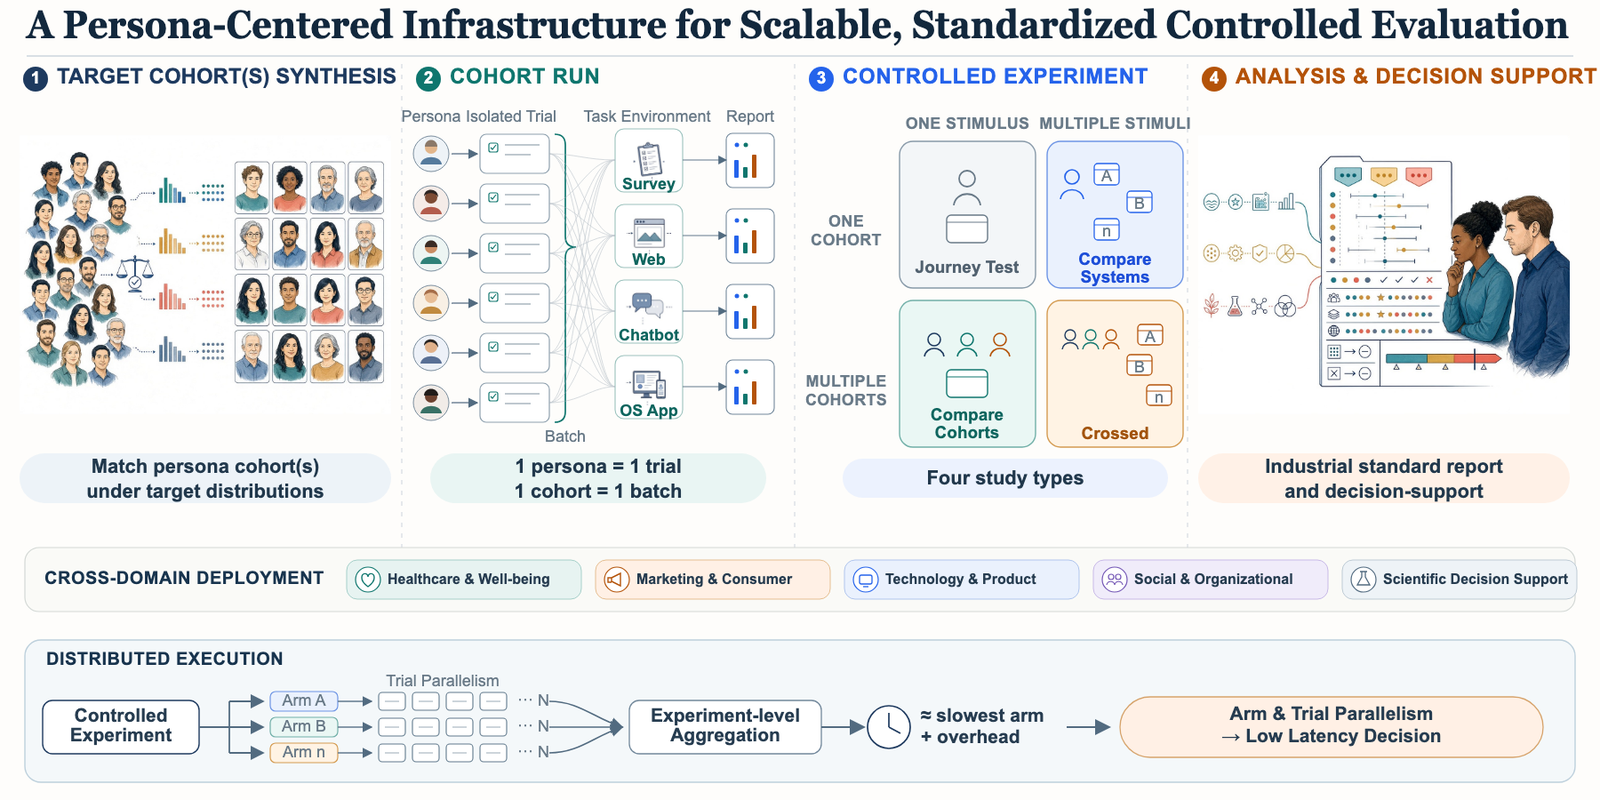 A Persona-Centered Infrastructure for Scalable, Standardized Controlled Evaluation
1 TARGET COHORT(S) SYNTHESIS
Match persona cohort(s)
under target distributions
2 COHORT RUN
Persona Isolated Trial Task Environment Report
Survey
Web
Chatbot
OS App
Batch
1 persona = 1 trial
1 cohort = 1 batch
3 CONTROLLED EXPERIMENT
ONE STIMULUS MULTIPLE STIMULI
ONE
COHORT
Journey Test
A
B
n
Compare
Systems
MULTIPLE
COHORTS
Compare
Cohorts
A
B
n
Crossed
Four study types
4 ANALYSIS & DECISION SUPPORT
Industrial standard report
and decision-support
CROSS-DOMAIN DEPLOYMENT
Healthcare & Well-being
Marketing & Consumer
Technology & Product
Social & Organizational
Scientific Decision Support
DISTRIBUTED EXECUTION
Trial Parallelism
Controlled
Experiment
Arm A ··· N
Arm B ··· N
Arm n ··· N
Experiment-level
Aggregation
≈ slowest arm
+ overhead
Arm & Trial Parallelism
→ Low Latency Decision